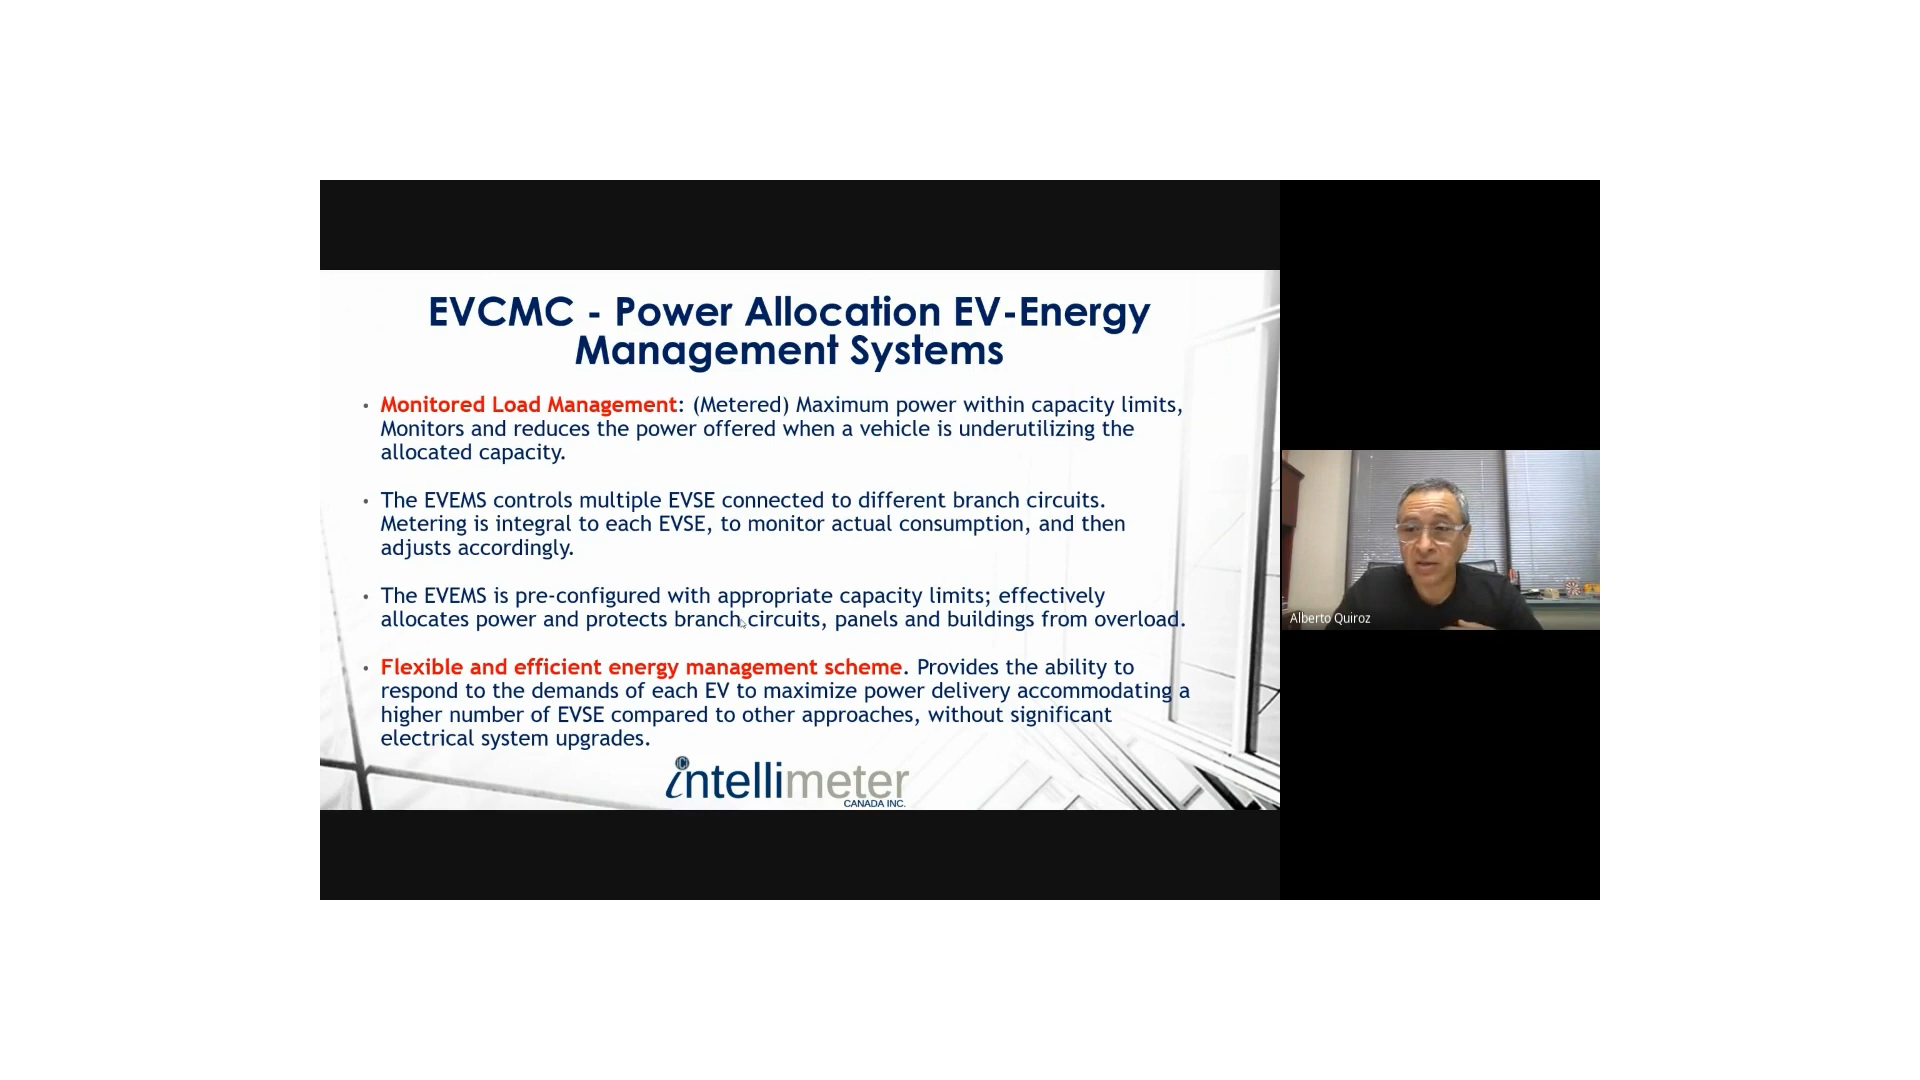 EVCMC - Power Allocation EV-Energy
Management Systems
• Monitored Load Management: (Metered) Maximum power within capacity limits,
Monitors and reduces the power offered when a vehicle is underutilizing the
allocated capacity.
• The EVEMS controls multiple EVSE connected to different branch circuits.
Metering is integral to each EVSE, to monitor actual consumption, and then
adjusts accordingly.
• The EVEMS is pre-configured with appropriate capacity limits; effectively
allocates power and protects branch circuits, panels and buildings from overload.
• Flexible and efficient energy management scheme. Provides the ability to
respond to the demands of each EV to maximize power delivery accommodating a
higher number of EVSE compared to other approaches, without significant
electrical system upgrades.
intellimeter
CANADA INC.
Alberto Quiroz